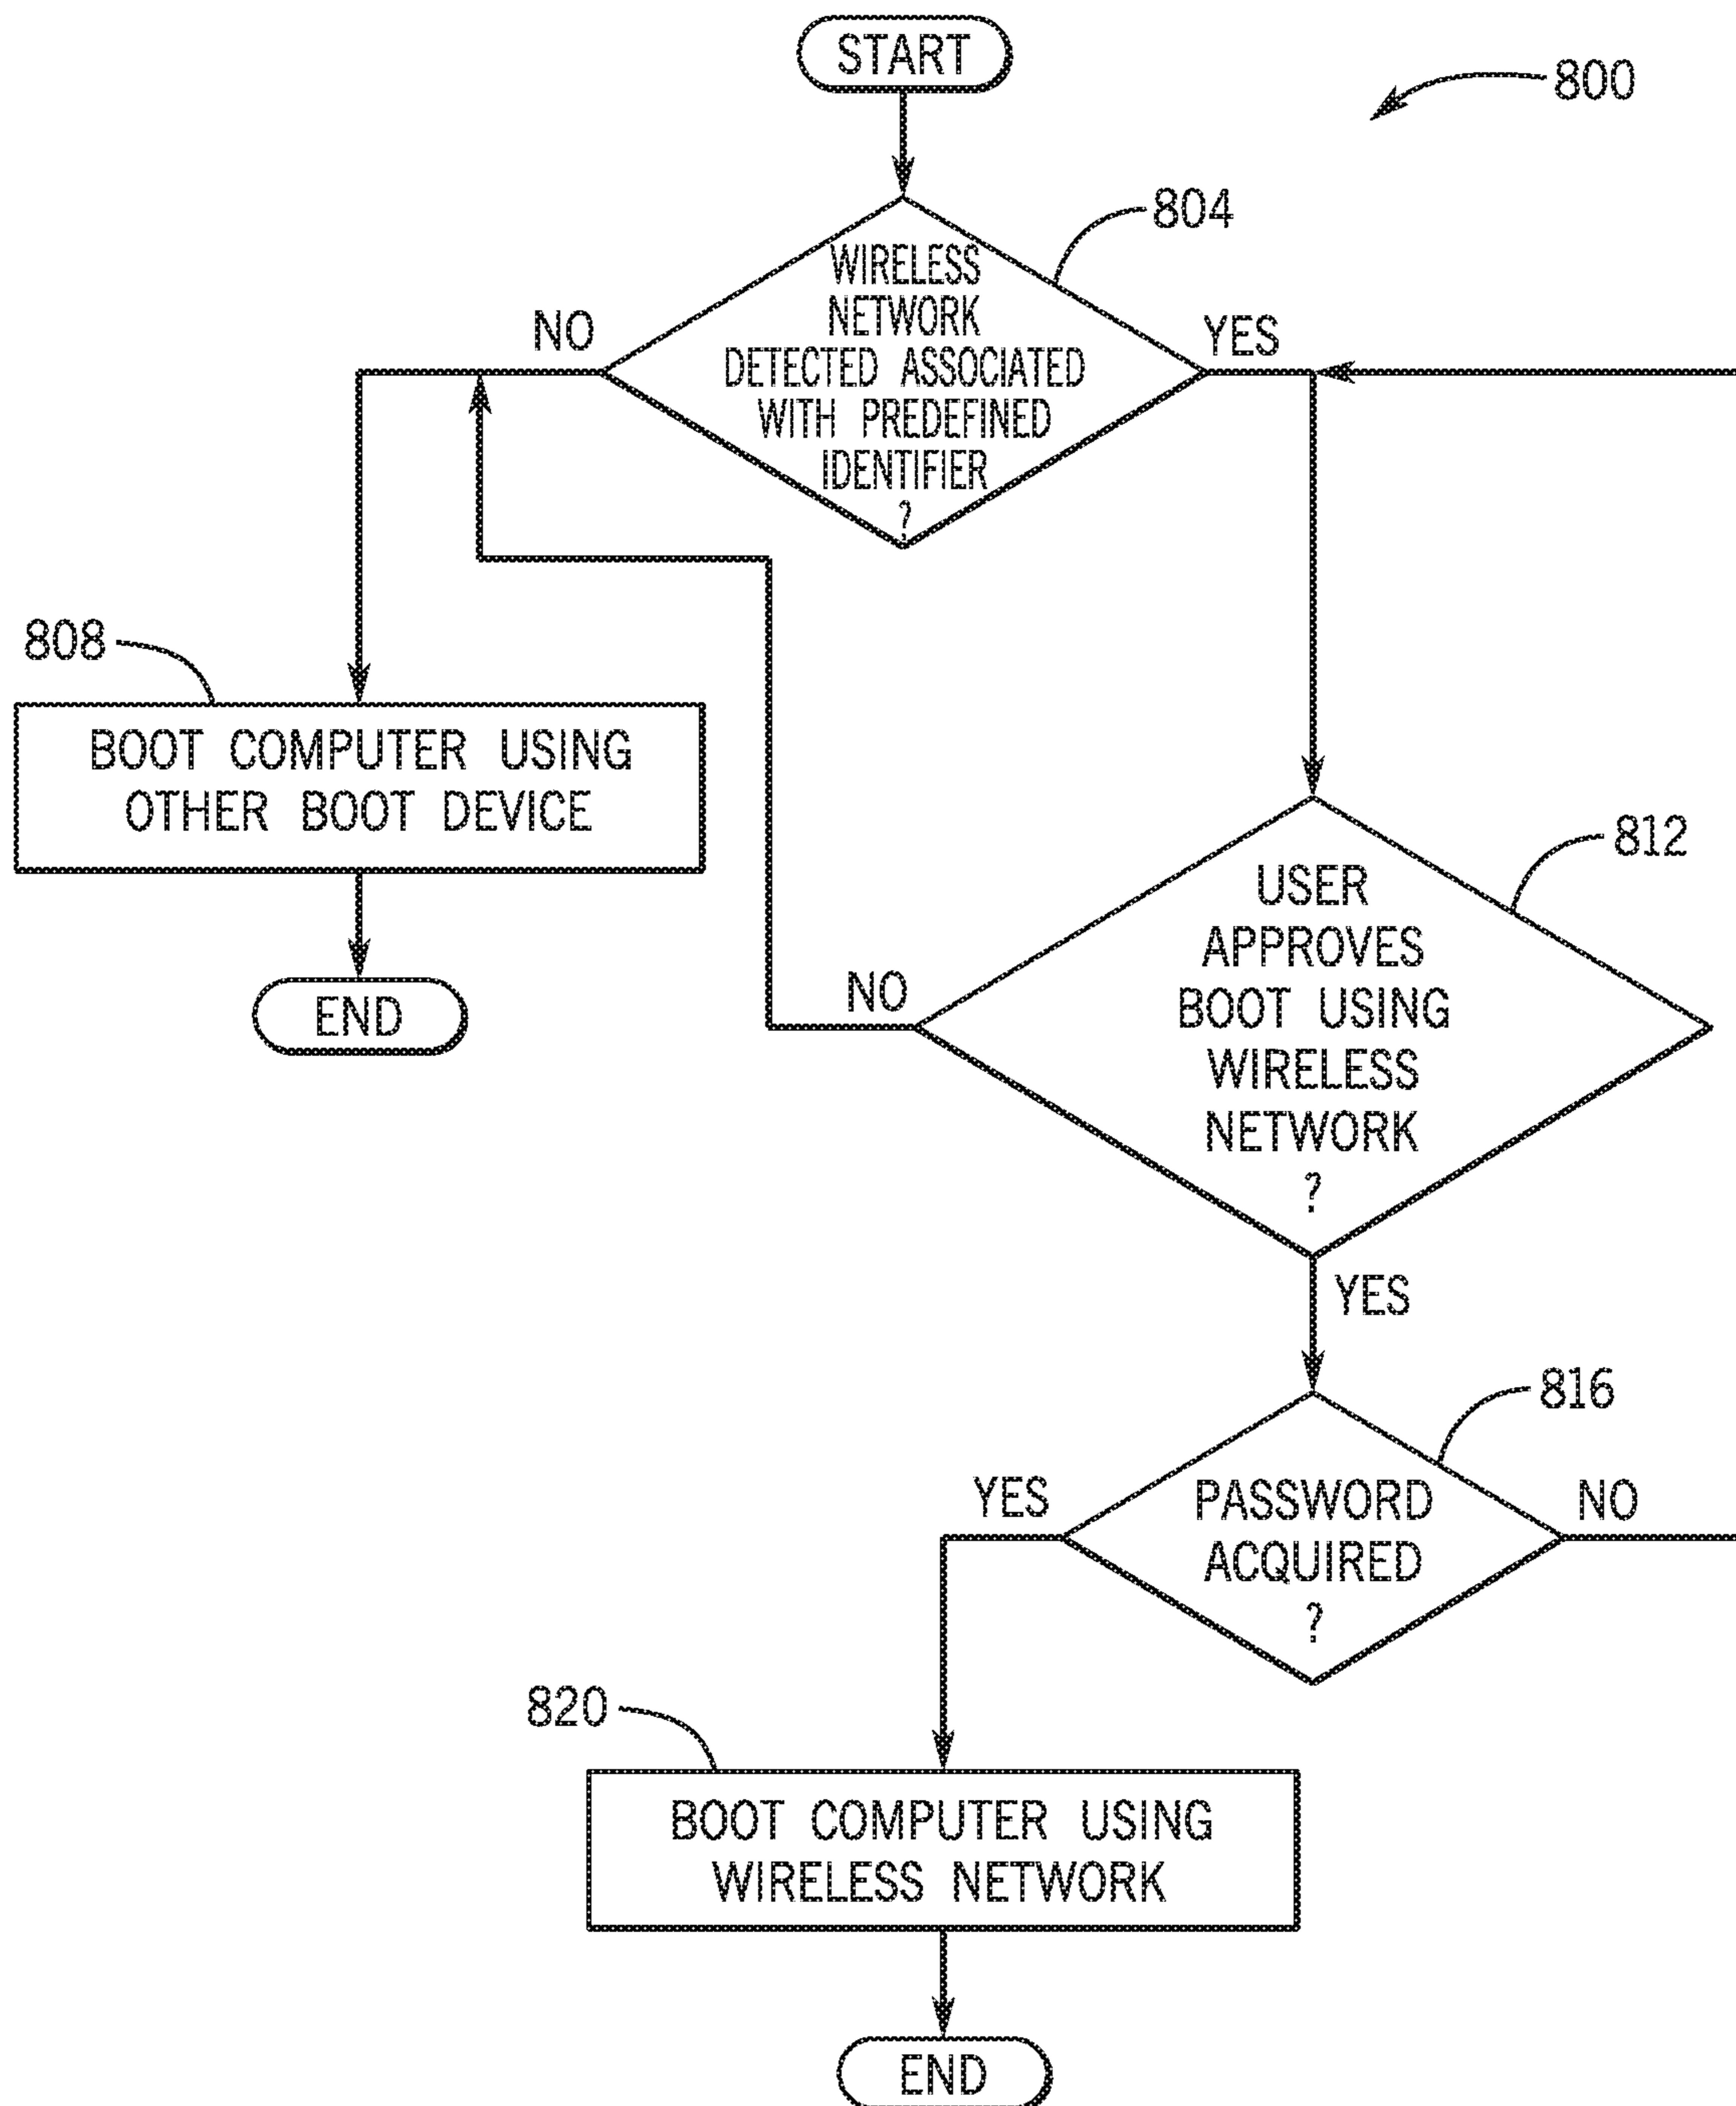 START
800
804
WIRELESS
NETWORK
DETECTED ASSOCIATED
WITH PREDEFINED
IDENTIFIER
?
NO
YES
808
BOOT COMPUTER USING
OTHER BOOT DEVICE
END
812
USER
APPROVES
BOOT USING
WIRELESS
NETWORK
?
NO
YES
816
PASSWORD
ACQUIRED
?
YES
NO
820
BOOT COMPUTER USING
WIRELESS NETWORK
END